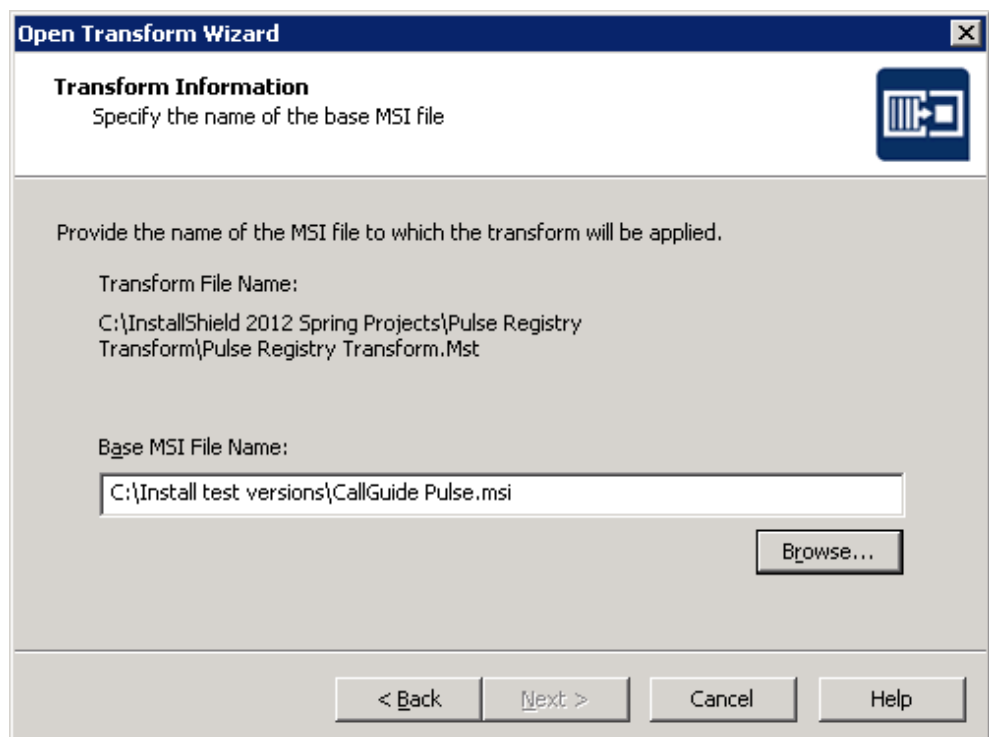 Open Transform Wizard
Transform Information
Specify the name of the base MSI file
Provide the name of the MSI file to which the transform will be applied.
Transform File Name:
C:\InstallShield 2012 Spring Projects\Pulse Registry
Transform\Pulse Registry Transform.Mst
Base MSI File Name:
C:\Install test versions\CallGuide Pulse.msi
Browse...
< Back
Next >
Cancel
Help